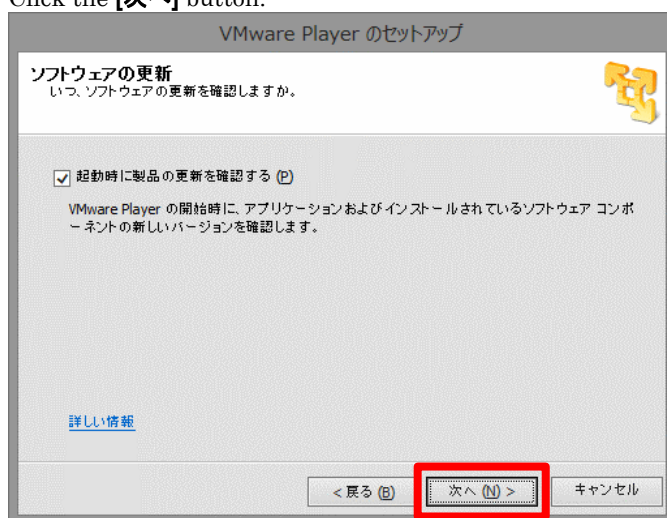 Click the [次へ] button.
VMware Player のセットアップ
ソフトウェアの更新
いつ、ソフトウェアの更新を確認しますか。
起動時に製品の更新を確認する (P)
VMware Player の開始時に、アプリケーションおよびインストールされているソフトウェア コンポ
ーネントの新しいバージョンを確認します。
詳しい情報
< 戻る (B) 次へ (N) > キャンセル